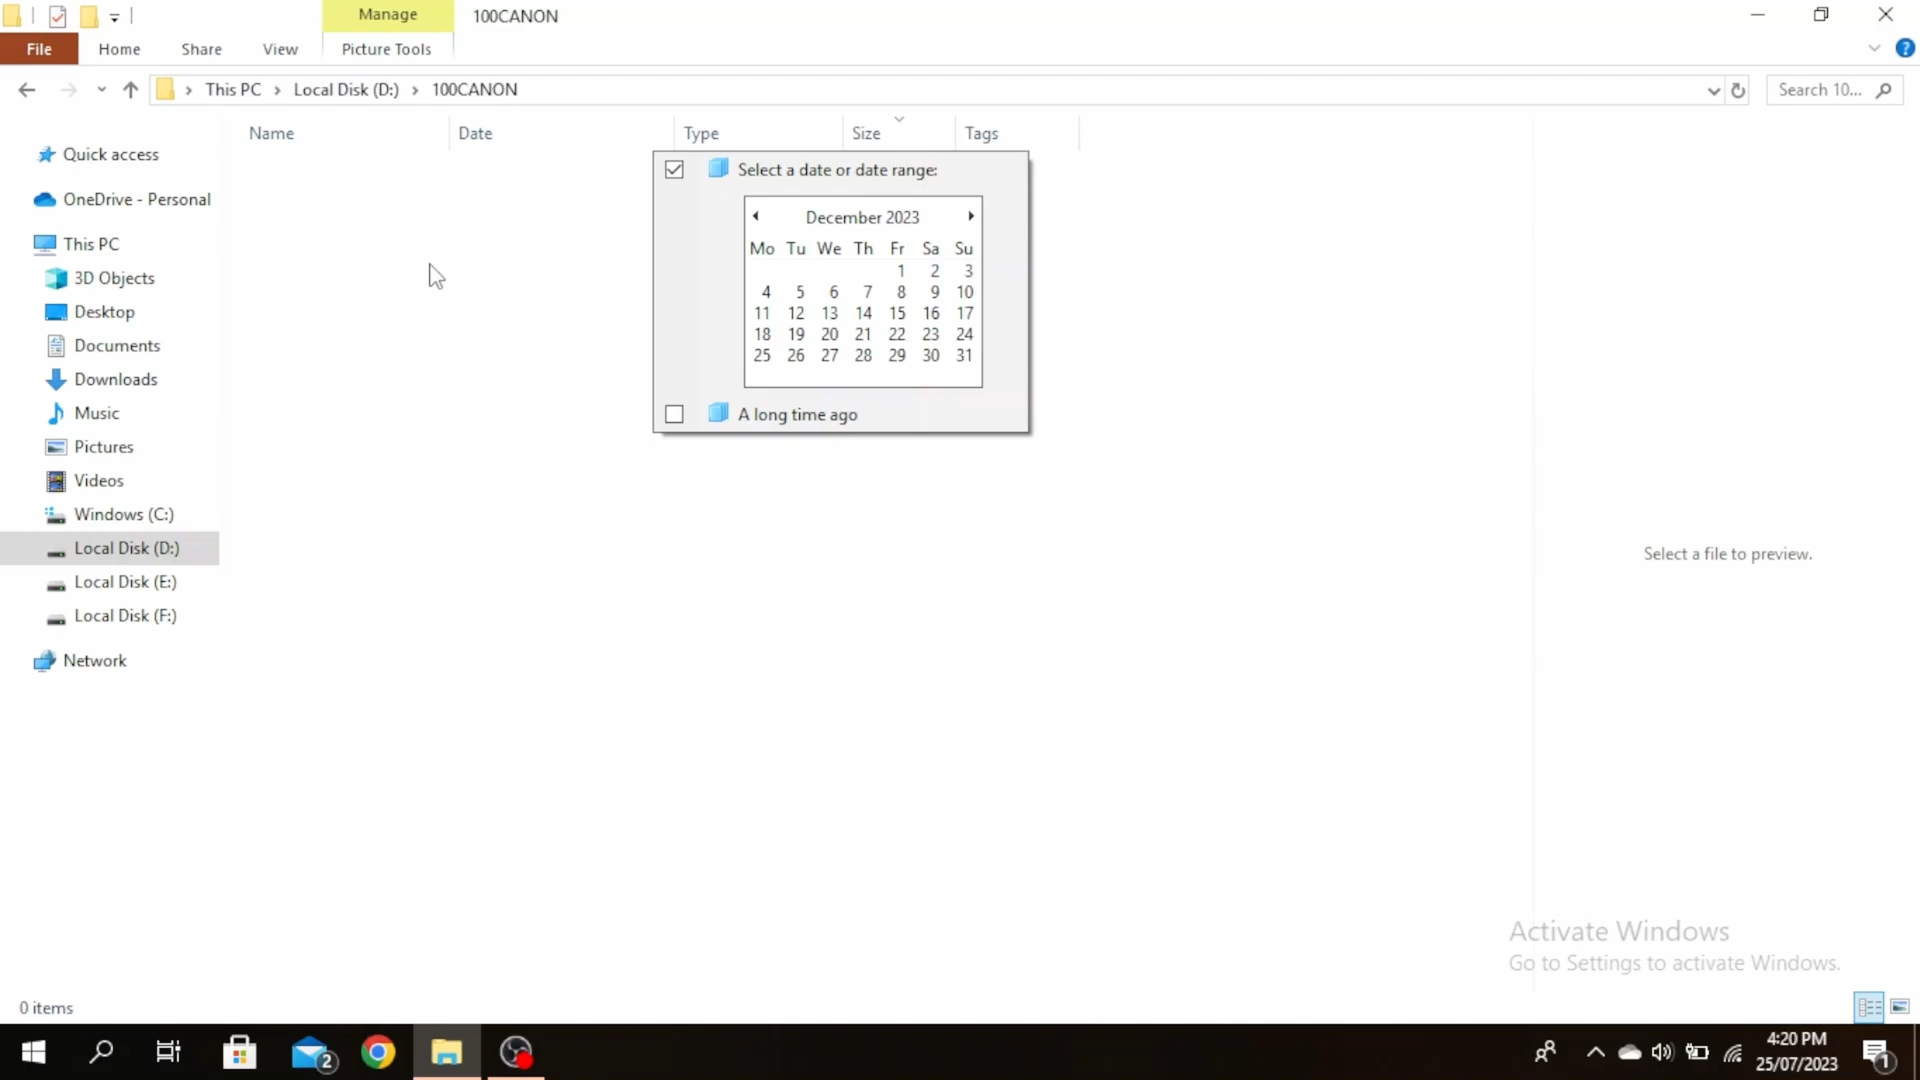 Manage
100CANON
File
Home
Share
View
Picture Tools
?
This PC
Local Disk (D:)
100CANON
Search 10...
Name
Date
Type
Size
Tags
Quick access
OneDrive - Personal
This PC
3D Objects
Desktop
Documents
Downloads
Music
Pictures
Videos
Windows (C:)
Local Disk (D:)
Local Disk (E:)
Local Disk (F:)
Network
Select a date or date range:
December 2023
Mo Tu We Th Fr Sa Su
1 2 3
4 5 6 7 8 9 10
11 12 13 14 15 16 17
18 19 20 21 22 23 24
25 26 27 28 29 30 31
A long time ago
Select a file to preview.
Activate Windows
Go to Settings to activate Windows.
0 items
2
4:20 PM
25/07/2023
1